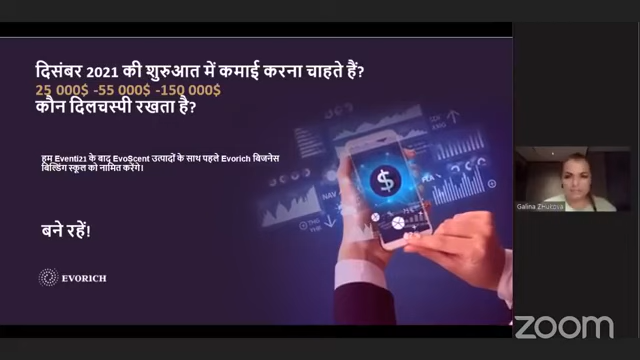 दिसंबर 2021 की शुरुआत में कमाई करना चाहते हैं?
25 000$ -55 000$ -150 000$
कौन दिलचस्पी रखता है?
हम Eventi21 के बाद EvoScent उत्पादों के साथ पहले Evorich बिजनेस
बिल्डिंग स्कूल को नामित करेंगे।
बने रहें!
EVORICH
Galina ZHukova
zoom